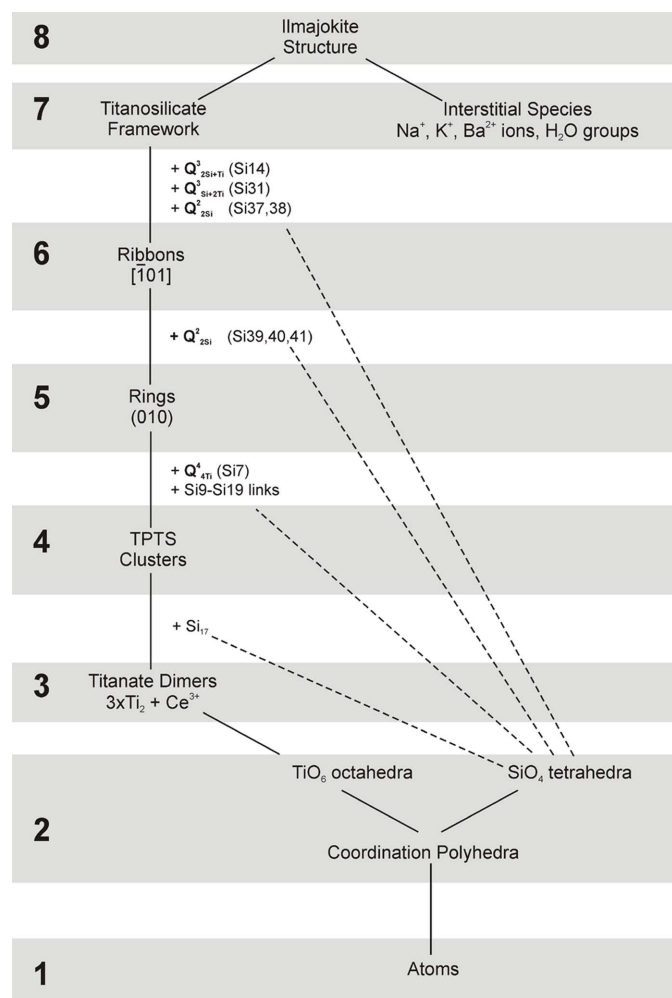 8
Ilmajokite
Structure
7
Titanosilicate
Framework
Interstitial Species
Na⁺, K⁺, Ba²⁺ ions, H₂O groups
+ Q³₂Si+Ti (Si14)
+ Q³Si+2Ti (Si31)
+ Q²₂Si (Si37,38)
6
Ribbons
[1̅01]
+ Q²₂Si (Si39,40,41)
5
Rings
(010)
+ Q⁴₄Ti (Si7)
+ Si9-Si19 links
4
TPTS
Clusters
+ Si₁₇
3
Titanate Dimers
3xTi₂ + Ce³⁺
2
TiO₆ octahedra
SiO₄ tetrahedra
Coordination Polyhedra
1
Atoms